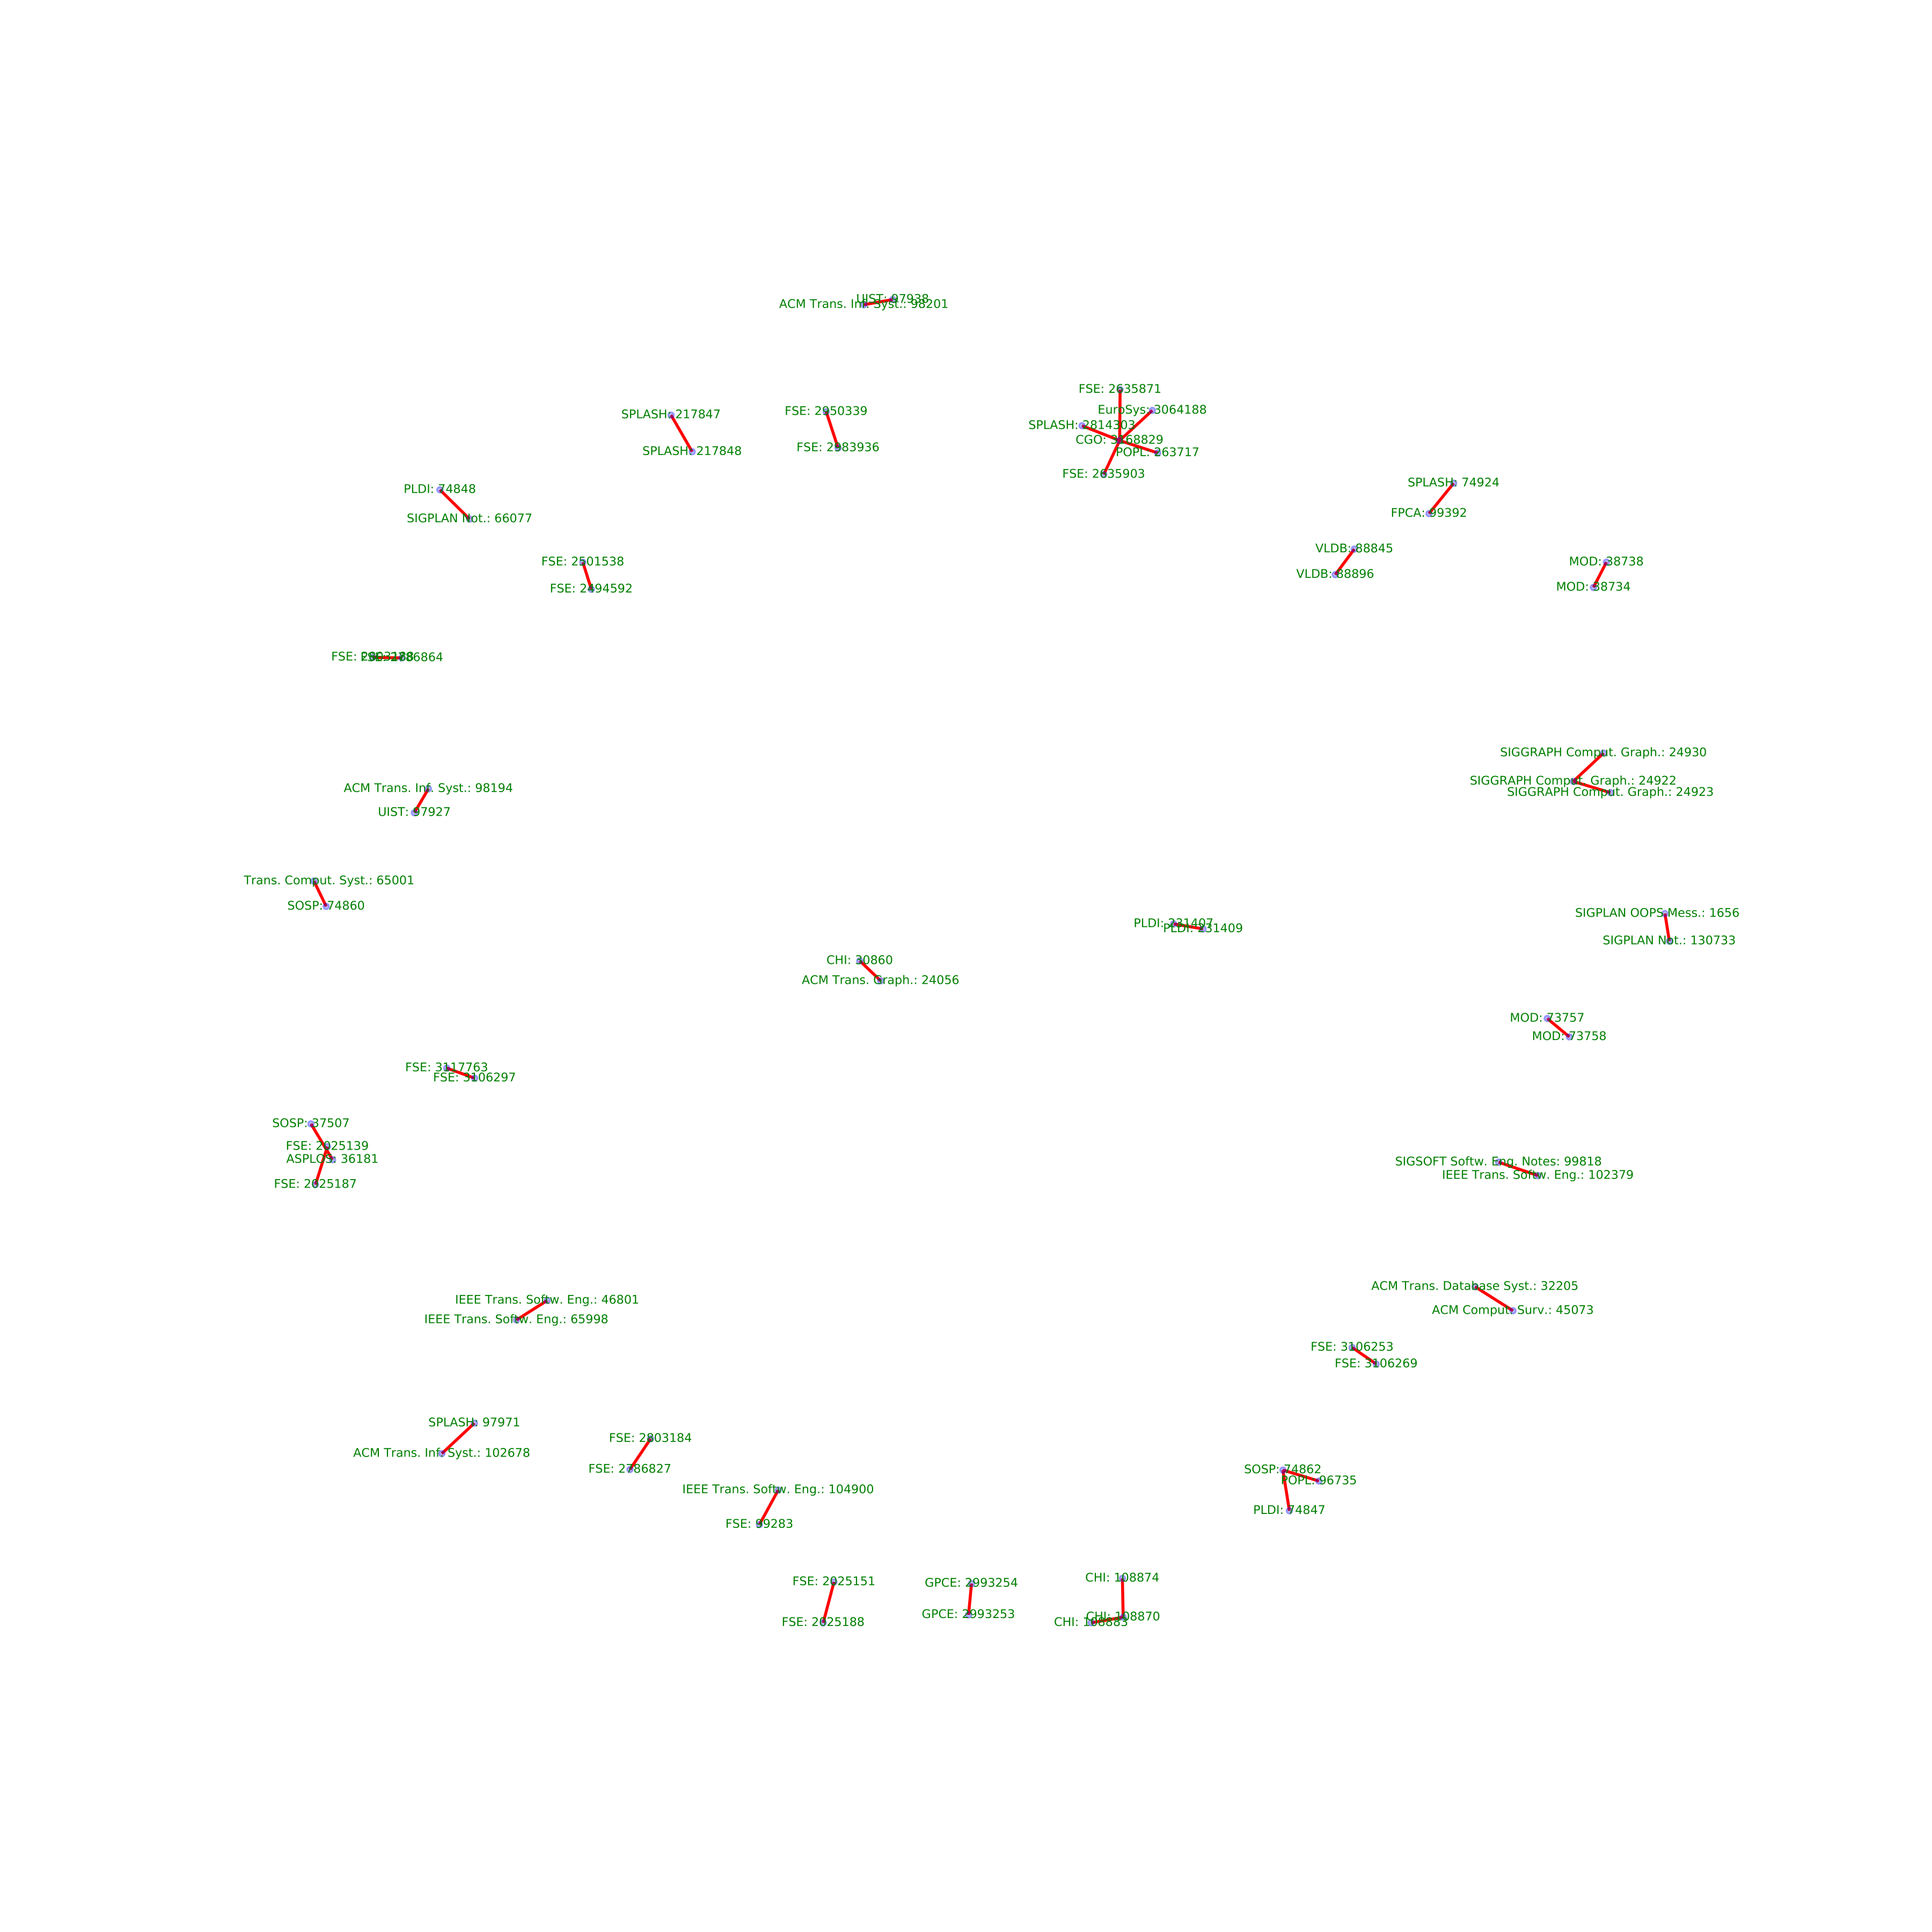 UIST: 97938
ACM Trans. Inf. Syst.: 98201
FSE: 2635871
EuroSys: 3064188
SPLASH: 217847
FSE: 2950339
SPLASH: 2814303
CGO: 3168829
FSE: 2983936
SPLASH: 217848
POPL: 263717
FSE: 2635903
SPLASH: 74924
PLDI: 74848
FPCA: 99392
SIGPLAN Not.: 66077
VLDB: 88845
FSE: 2501538
MOD: 38738
VLDB: 88896
MOD: 38734
FSE: 2494592
FSE:
FSE: 2786864
SIGGRAPH Comput. Graph.: 24930
SIGGRAPH Comput. Graph.: 24922
ACM Trans. Inf. Syst.: 98194
SIGGRAPH Comput. Graph.: 24923
UIST: 97927
Trans. Comput. Syst.: 65001
SOSP: 74860
SIGPLAN OOPS Mess.: 1656
PLDI: 231407
PLDI: 231409
SIGPLAN Not.: 130733
CHI: 30860
ACM Trans. Graph.: 24056
MOD: 73757
MOD: 73758
FSE: 3117763
FSE: 3106297
SOSP: 37507
FSE: 2025139
ASPLOS: 36181
SIGSOFT Softw. Eng. Notes: 99818
IEEE Trans. Softw. Eng.: 102379
FSE: 2025187
ACM Trans. Database Syst.: 32205
IEEE Trans. Softw. Eng.: 46801
ACM Comput. Surv.: 45073
IEEE Trans. Softw. Eng.: 65998
FSE: 3106253
FSE: 3106269
SPLASH: 97971
FSE: 2803184
ACM Trans. Inf. Syst.: 102678
FSE: 2786827
SOSP: 74862
POPL: 96735
IEEE Trans. Softw. Eng.: 104900
PLDI: 74847
FSE: 99283
CHI: 108874
FSE: 2025151
GPCE: 2993254
GPCE: 2993253
CHI: 108870
FSE: 2025188
CHI: 108883